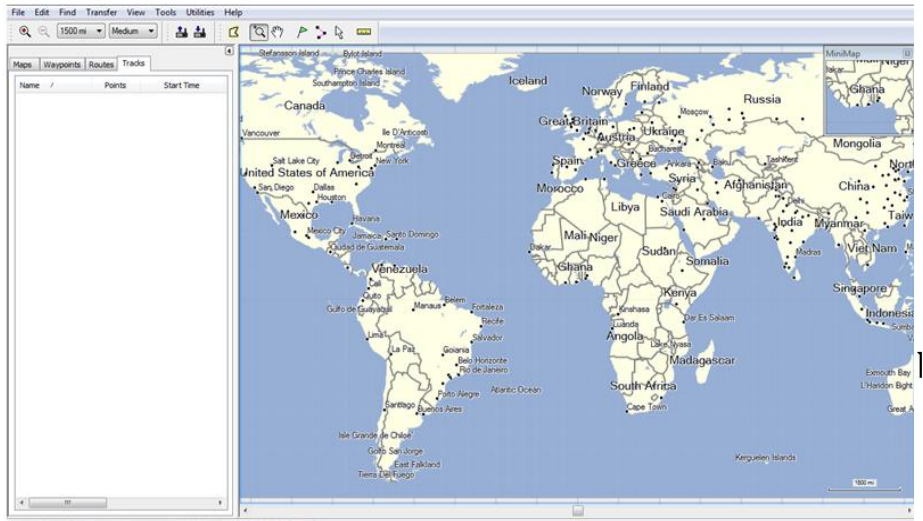 File Edit Find Transfer View Tools Utilities Help
1500 mi Medium
Maps Waypoints Routes Tracks
Name / Points Start Time
MiniMap
Niger
Ghana
Stefansson Island Bylot Island
Prince Charles Island
Southampton Island
Iceland
Norway Finland
Russia
Canada
Moscow
Great Britain
Vancouver
Ile D'Anticosti
Austria Ukraine
Montreal
Bucharest
Mongolia
Salt Lake City Detroit New York
Spain Greece Ankara Baku Tashkent
United States of America
Syria
San Diego Dallas
Morocco
Afghanistan China
Houston
Cairo
Delhi
Mexico
Libya Saudi Arabia
Havana
India Myanmar Taiw
Mexico City Jamaica Santo Domingo
Mali Niger
Ciudad de Guatemala
Dakar
Sudan
Madras Viet Nam
Venezuela
Ghana
Somalia
Cali
Singapore
Quito
Kenya
Golfo de Guayaquil Manaus Belem Fortaleza
Kinshasa
Indonesi
Recife
Luanda
Dar Es Salaam
Lima Salvador
Angola
La Paz Goiania
Lake Nyasa
Belo Horizonte
Madagascar
Rio de Janeiro
Exmouth Bay
South Africa
L'Haridon Bight
Porto Alegre Atlantic Ocean
Santiago Buenos Aires
Cape Town
Great A
Isle Grande de Chiloe
Golfo San Jorge
Kerguelen Islands
East Falkland
Tierra Del Fuego
1500 mi